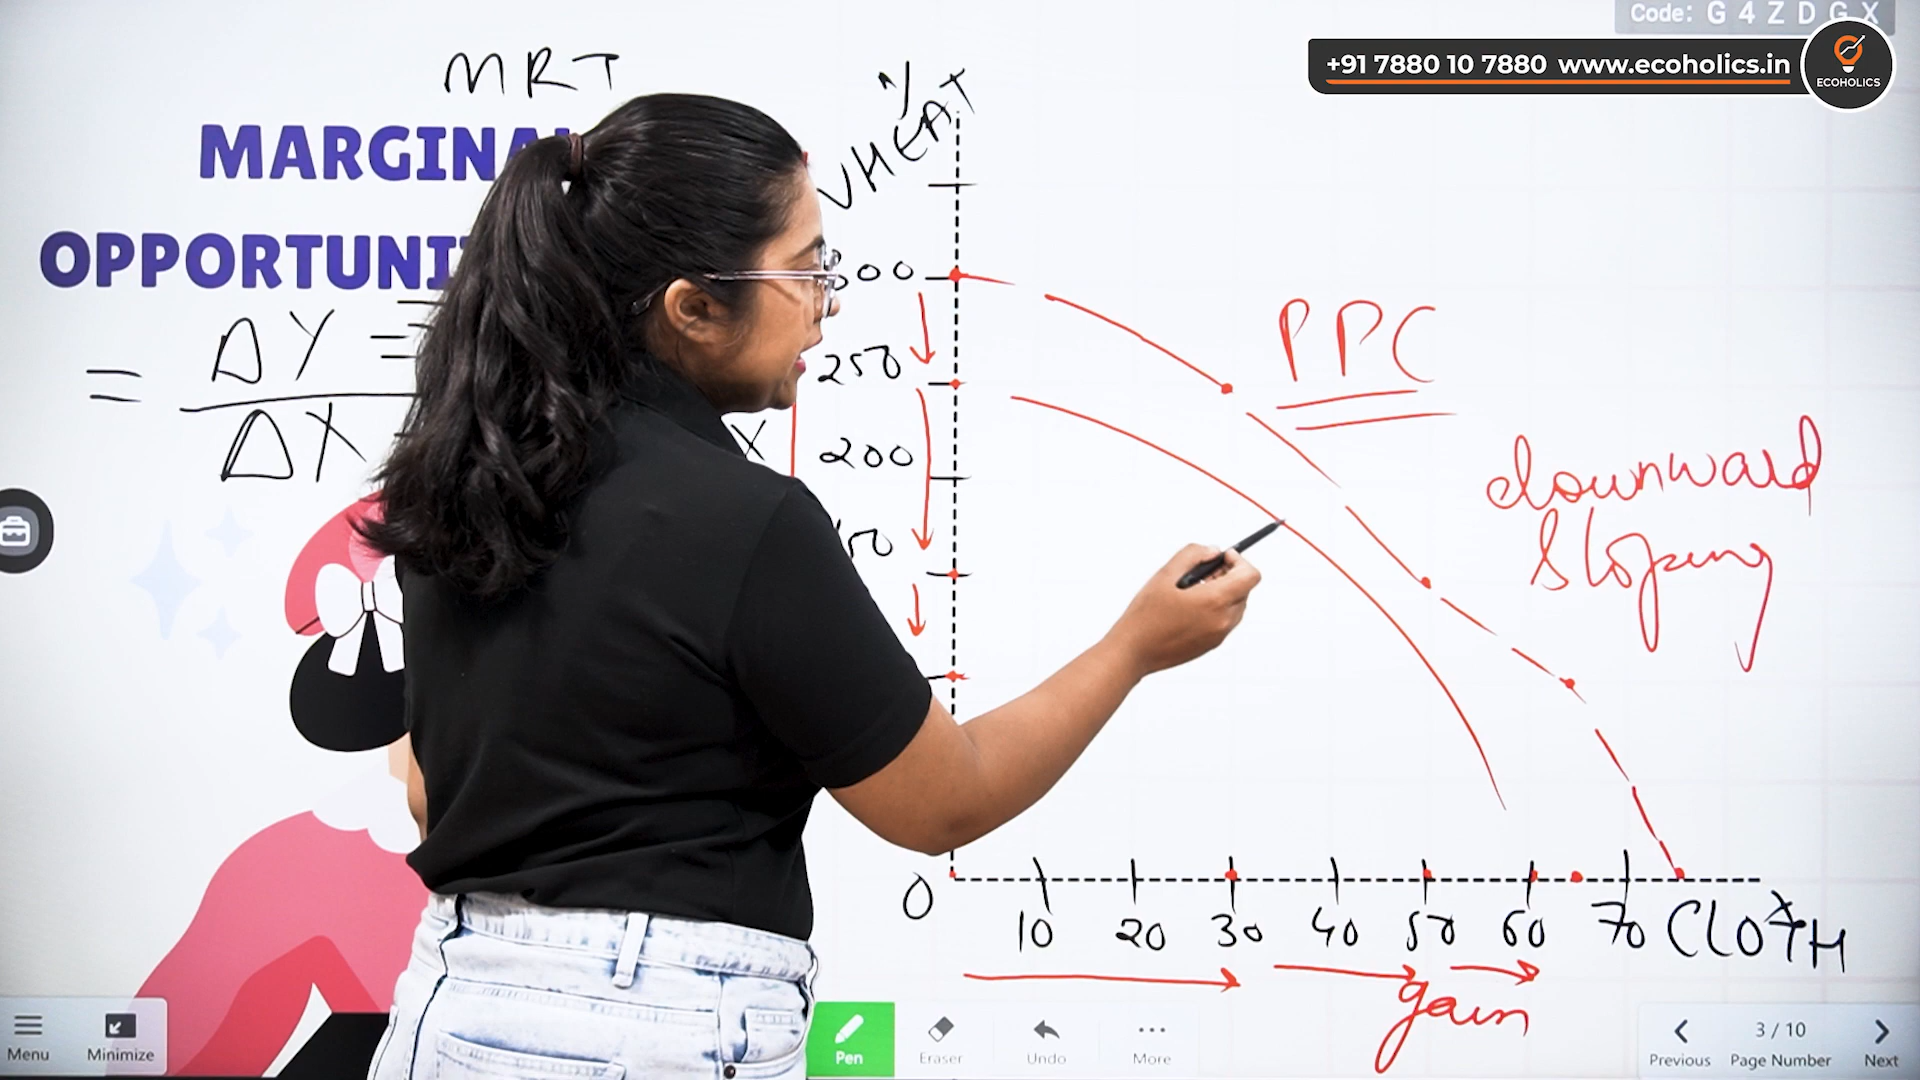 Code: G 4 Z D G X
+91 7880 10 7880 www.ecoholics.in
ECOHOLICS
MRT
MARGINAL
OPPORTUNI
= ΔY =
ΔX
X
Y
WHEAT
300
250
200
50
0
10 20 30 40 50 60 70
CLOTH
X
gain
PPC
downward
sloping
Menu
Minimize
Pen
Eraser
Undo
More
Previous
3 / 10
Page Number
Next